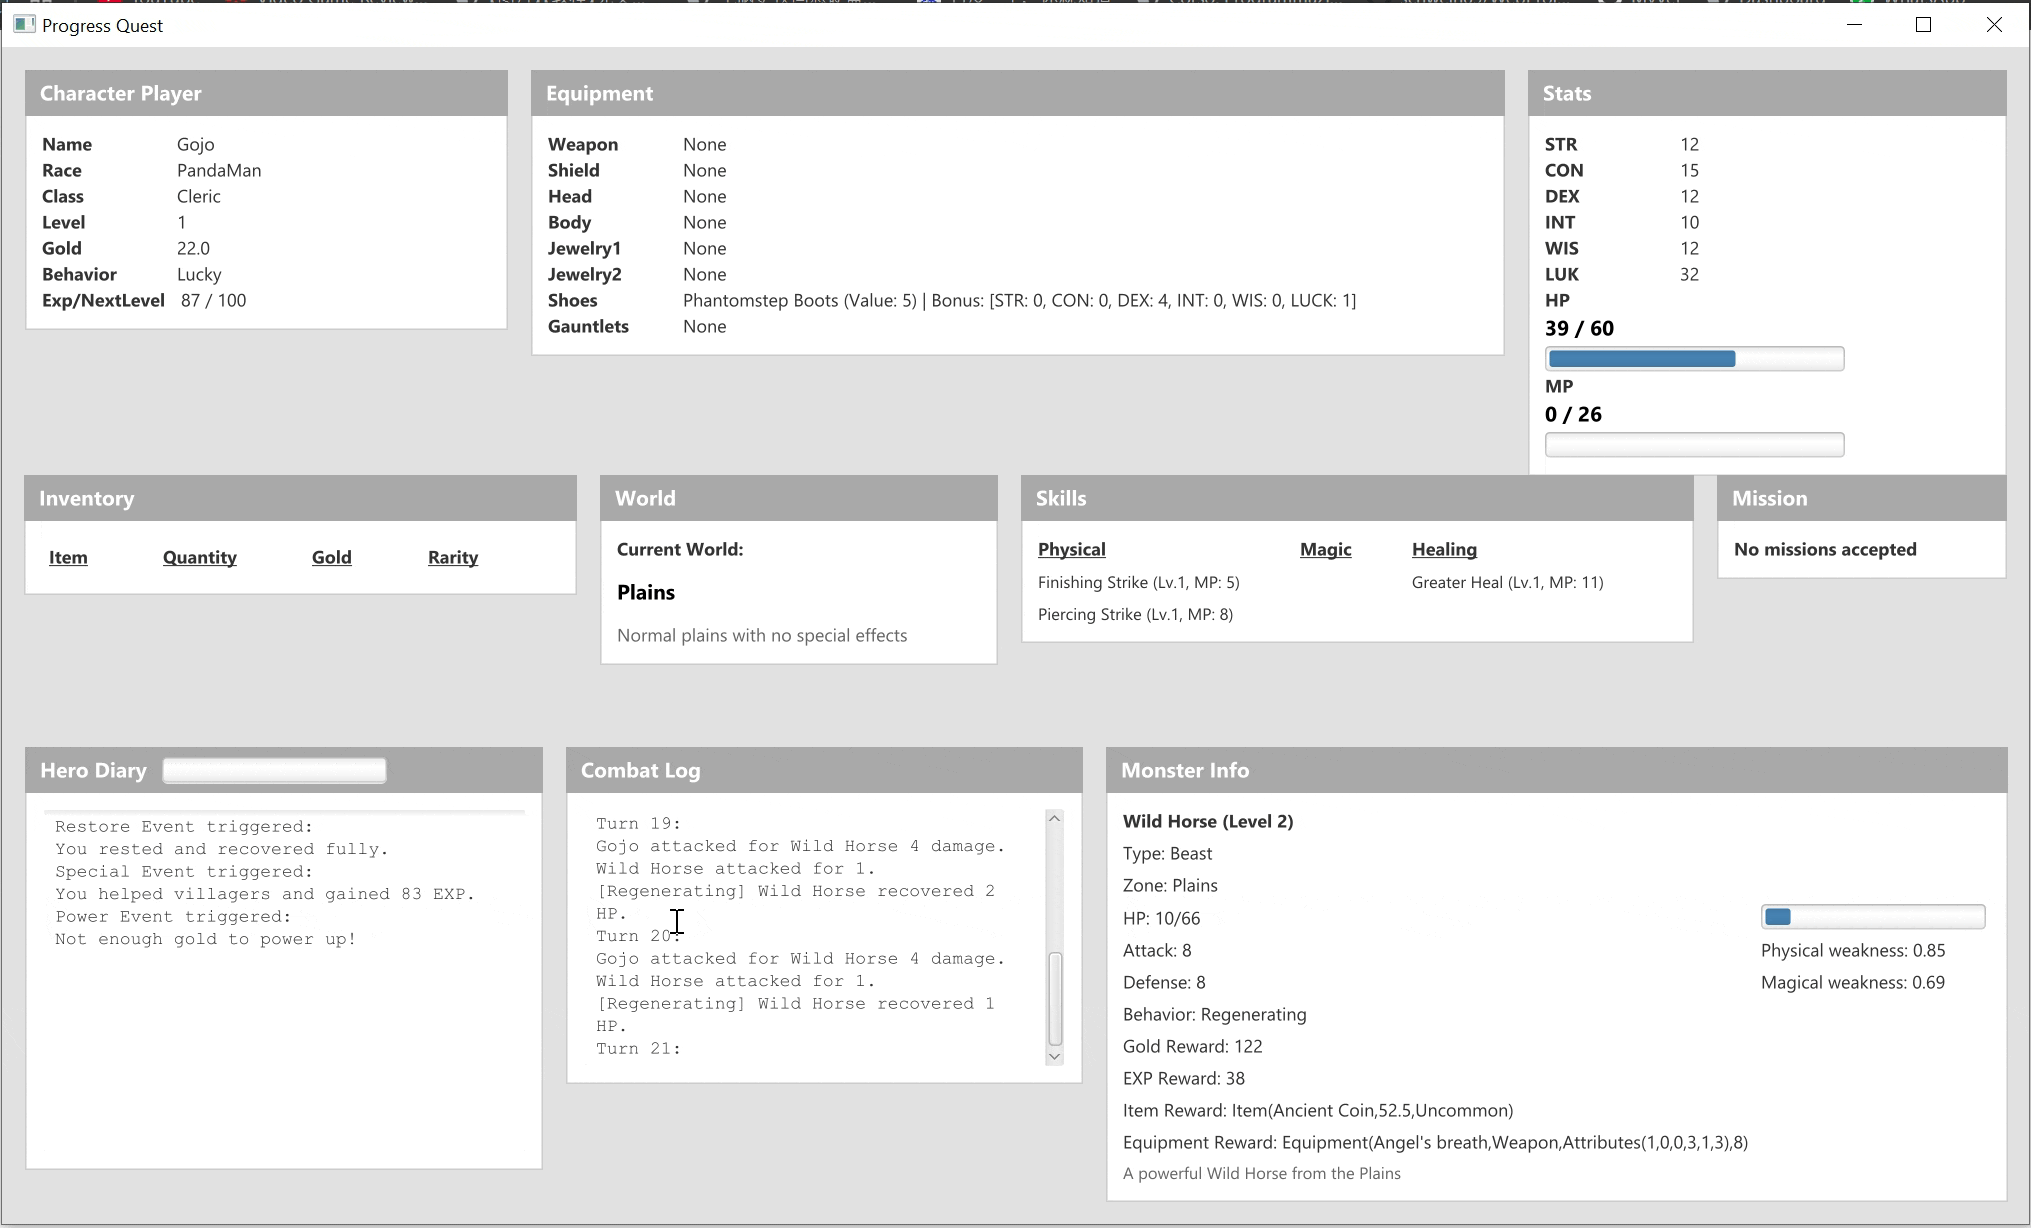 Progress Quest
Character Player
Name Gojo
Race PandaMan
Class Cleric
Level 1
Gold 22.0
Behavior Lucky
Exp/NextLevel 87 / 100
Equipment
Weapon None
Shield None
Head None
Body None
Jewelry1 None
Jewelry2 None
Shoes Phantomstep Boots (Value: 5) | Bonus: [STR: 0, CON: 0, DEX: 4, INT: 0, WIS: 0, LUCK: 1]
Gauntlets None
Stats
STR 12
CON 15
DEX 12
INT 10
WIS 12
LUK 32
HP
39 / 60
MP
0 / 26
Inventory
Item Quantity Gold Rarity
World
Current World:
Plains
Normal plains with no special effects
Skills
Physical Magic Healing
Finishing Strike (Lv.1, MP: 5) Greater Heal (Lv.1, MP: 11)
Piercing Strike (Lv.1, MP: 8)
Mission
No missions accepted
Hero Diary
Restore Event triggered:
You rested and recovered fully.
Special Event triggered:
You helped villagers and gained 83 EXP.
Power Event triggered:
Not enough gold to power up!
Combat Log
Turn 19:
Gojo attacked for Wild Horse 4 damage.
Wild Horse attacked for 1.
[Regenerating] Wild Horse recovered 2
HP.
Turn 20:
Gojo attacked for Wild Horse 4 damage.
Wild Horse attacked for 1.
[Regenerating] Wild Horse recovered 1
HP.
Turn 21:
Monster Info
Wild Horse (Level 2)
Type: Beast
Zone: Plains
HP: 10/66
Attack: 8 Physical weakness: 0.85
Defense: 8 Magical weakness: 0.69
Behavior: Regenerating
Gold Reward: 122
EXP Reward: 38
Item Reward: Item(Ancient Coin,52.5,Uncommon)
Equipment Reward: Equipment(Angel's breath,Weapon,Attributes(1,0,0,3,1,3),8)
A powerful Wild Horse from the Plains